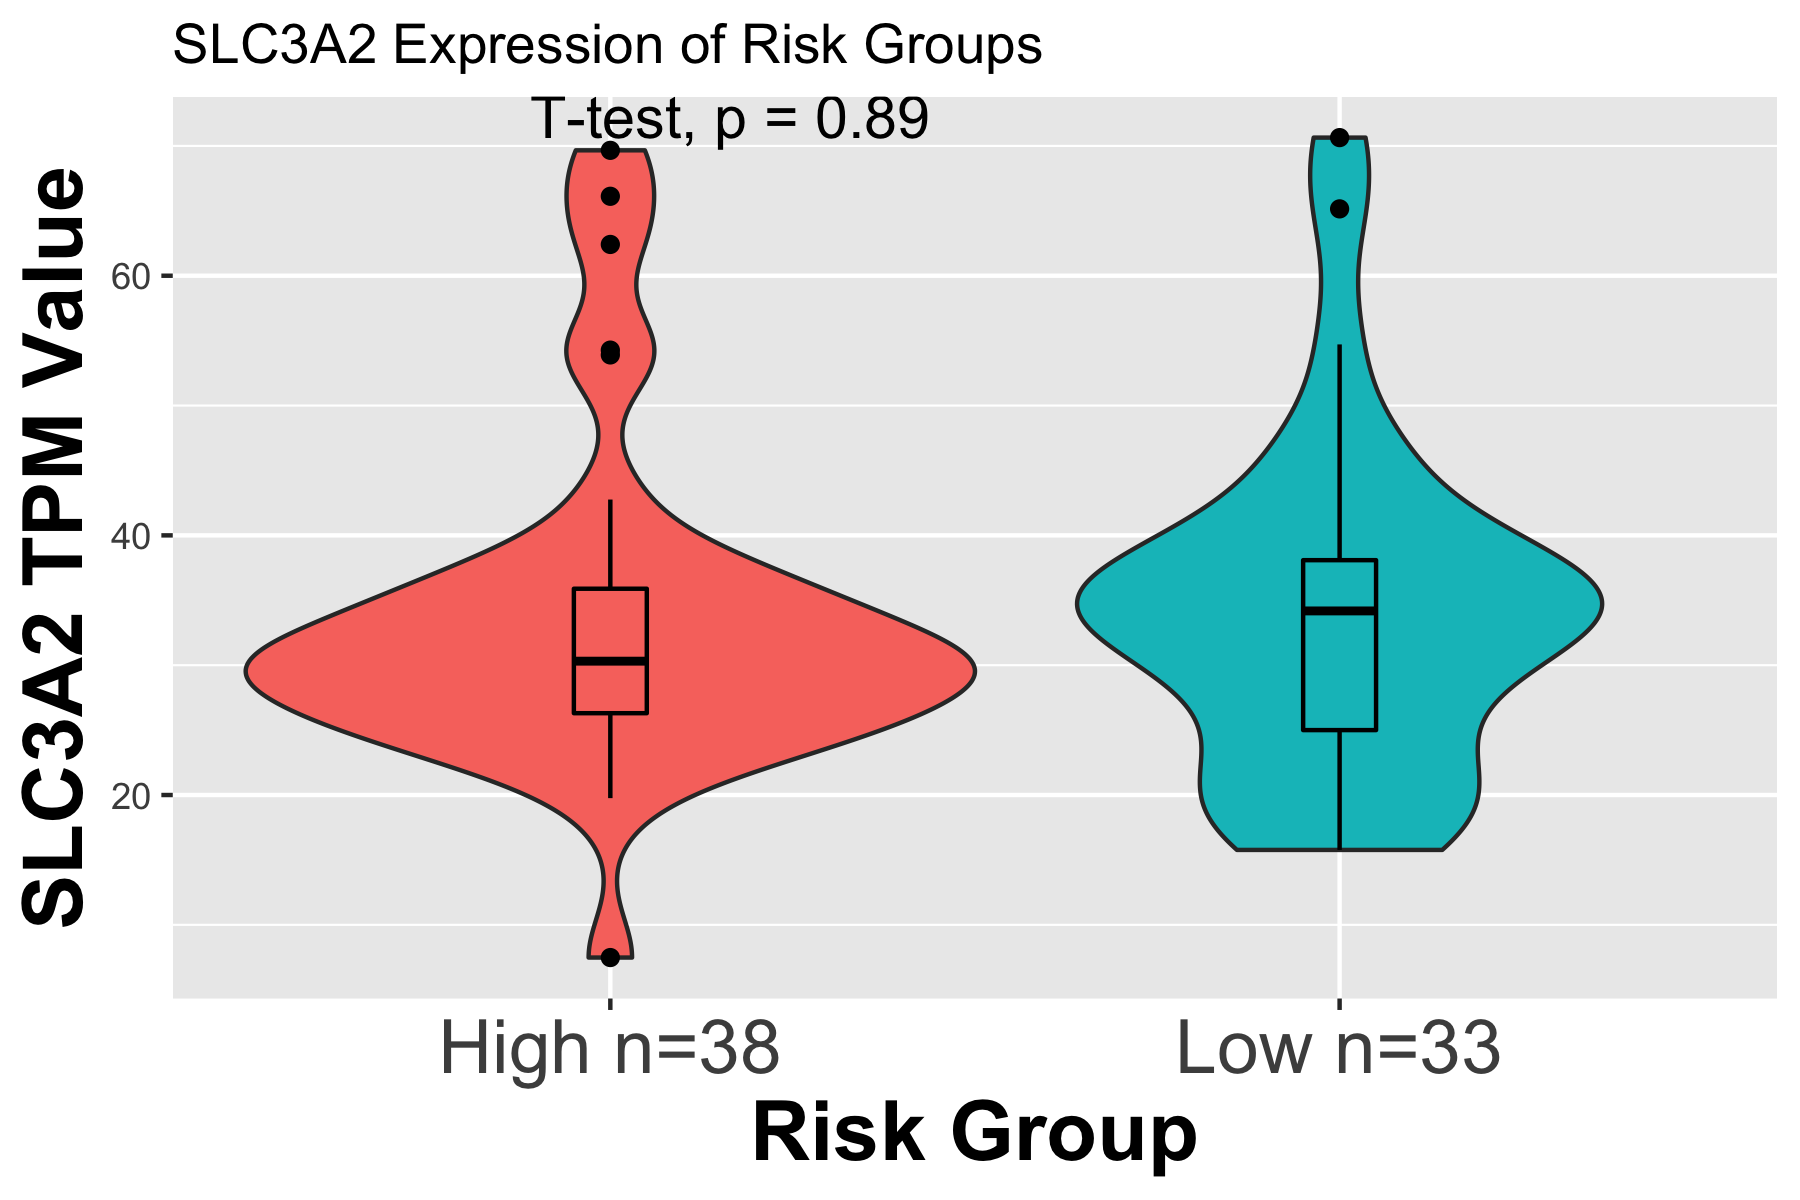 SLC3A2 Expression of Risk Groups
T-test, p = 0.89
SLC3A2 TPM Value
60
40
20
High n=38
Low n=33
Risk Group